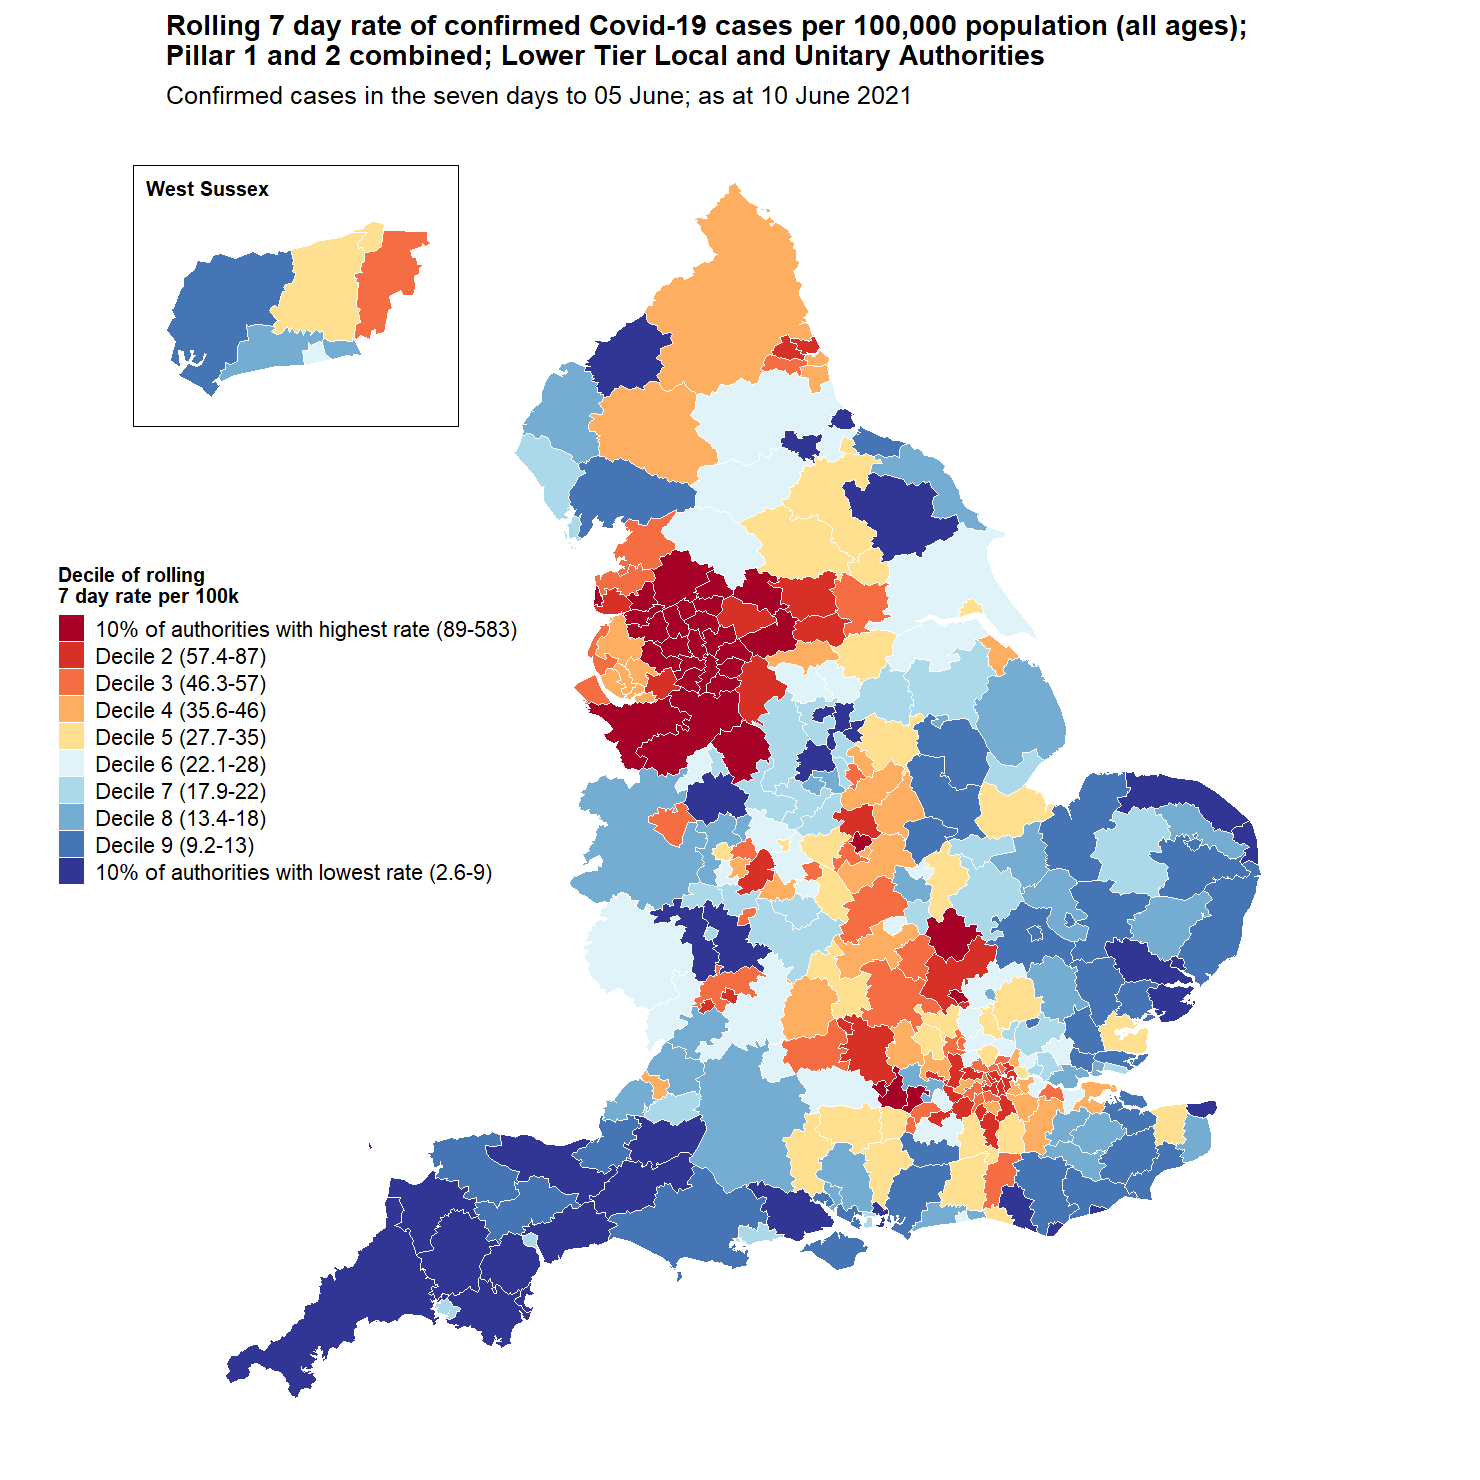 Rolling 7 day rate of confirmed Covid-19 cases per 100,000 population (all ages);
Pillar 1 and 2 combined; Lower Tier Local and Unitary Authorities
Confirmed cases in the seven days to 05 June; as at 10 June 2021
West Sussex
Decile of rolling
7 day rate per 100k
10% of authorities with highest rate (89-583)
Decile 2 (57.4-87)
Decile 3 (46.3-57)
Decile 4 (35.6-46)
Decile 5 (27.7-35)
Decile 6 (22.1-28)
Decile 7 (17.9-22)
Decile 8 (13.4-18)
Decile 9 (9.2-13)
10% of authorities with lowest rate (2.6-9)